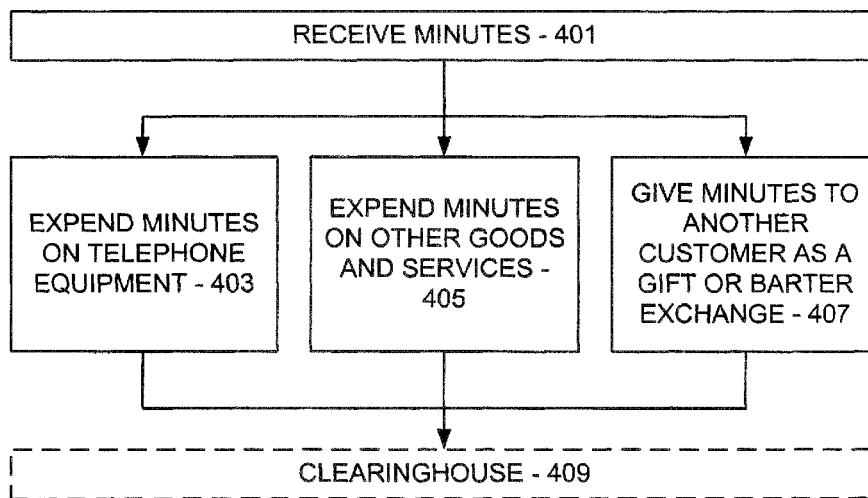 RECEIVE MINUTES - 401
EXPEND MINUTES
ON TELEPHONE
EQUIPMENT - 403
EXPEND MINUTES
ON OTHER GOODS
AND SERVICES -
405
GIVE MINUTES TO
ANOTHER
CUSTOMER AS A
GIFT OR BARTER
EXCHANGE - 407
CLEARINGHOUSE - 409